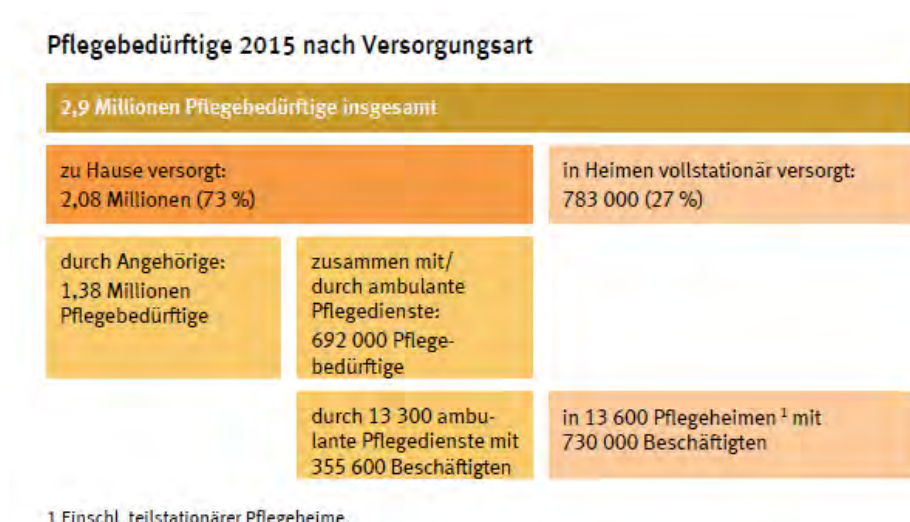 Pflegebedürftige 2015 nach Versorgungsart
2,9 Millionen Pflegebedürftige insgesamt
zu Hause versorgt:
2,08 Millionen (73 %)
in Heimen vollstationär versorgt:
783 000 (27 %)
durch Angehörige:
1,38 Millionen
Pflegebedürftige
zusammen mit/
durch ambulante
Pflegedienste:
692 000 Pflege-
bedürftige
durch 13 300 ambu-
lante Pflegedienste mit
355 600 Beschäftigten
in 13 600 Pflegeheimen ¹ mit
730 000 Beschäftigten
1 Einschl. teilstationärer Pflegeheime.